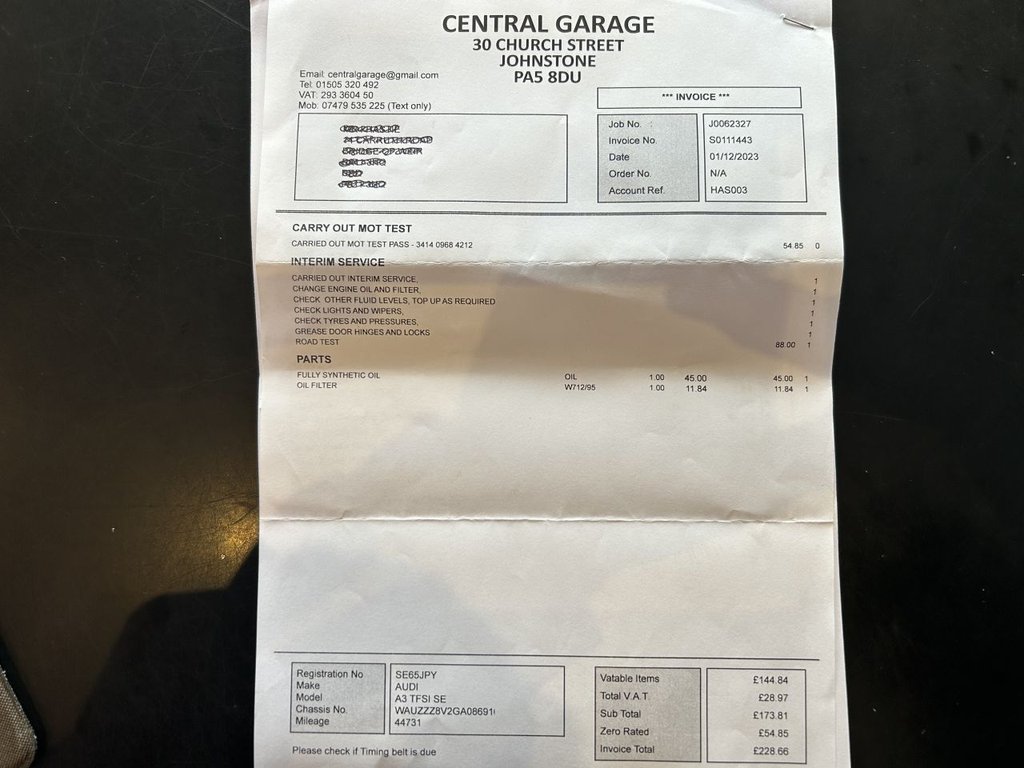 CENTRAL GARAGE
30 CHURCH STREET
JOHNSTONE
PA5 8DU
Email: centralgarage@gmail.com
Tel: 01505 320 492
VAT: 293 3604 50
Mob: 07479 535 225 (Text only)
*** INVOICE ***
Job No. : J0062327
Invoice No. S0111443
Date 01/12/2023
Order No. N/A
Account Ref. HAS003
CARRY OUT MOT TEST
CARRIED OUT MOT TEST PASS - 3414 0968 4212 54.85 0
INTERIM SERVICE
CARRIED OUT INTERIM SERVICE, 1
CHANGE ENGINE OIL AND FILTER, 1
CHECK OTHER FLUID LEVELS, TOP UP AS REQUIRED 1
CHECK LIGHTS AND WIPERS, 1
CHECK TYRES AND PRESSURES, 1
GREASE DOOR HINGES AND LOCKS 1
ROAD TEST 88.00 1
PARTS
FULLY SYNTHETIC OIL OIL 1.00 45.00 45.00 1
OIL FILTER W712/95 1.00 11.84 11.84 1
Registration No SE65JPY
Make AUDI
Model A3 TFSI SE
Chassis No. WAUZZZ8V2GA08691
Mileage 44731
Please check if Timing belt is due
Vatable Items £144.84
Total V.A.T £28.97
Sub Total £173.81
Zero Rated £54.85
Invoice Total £228.66